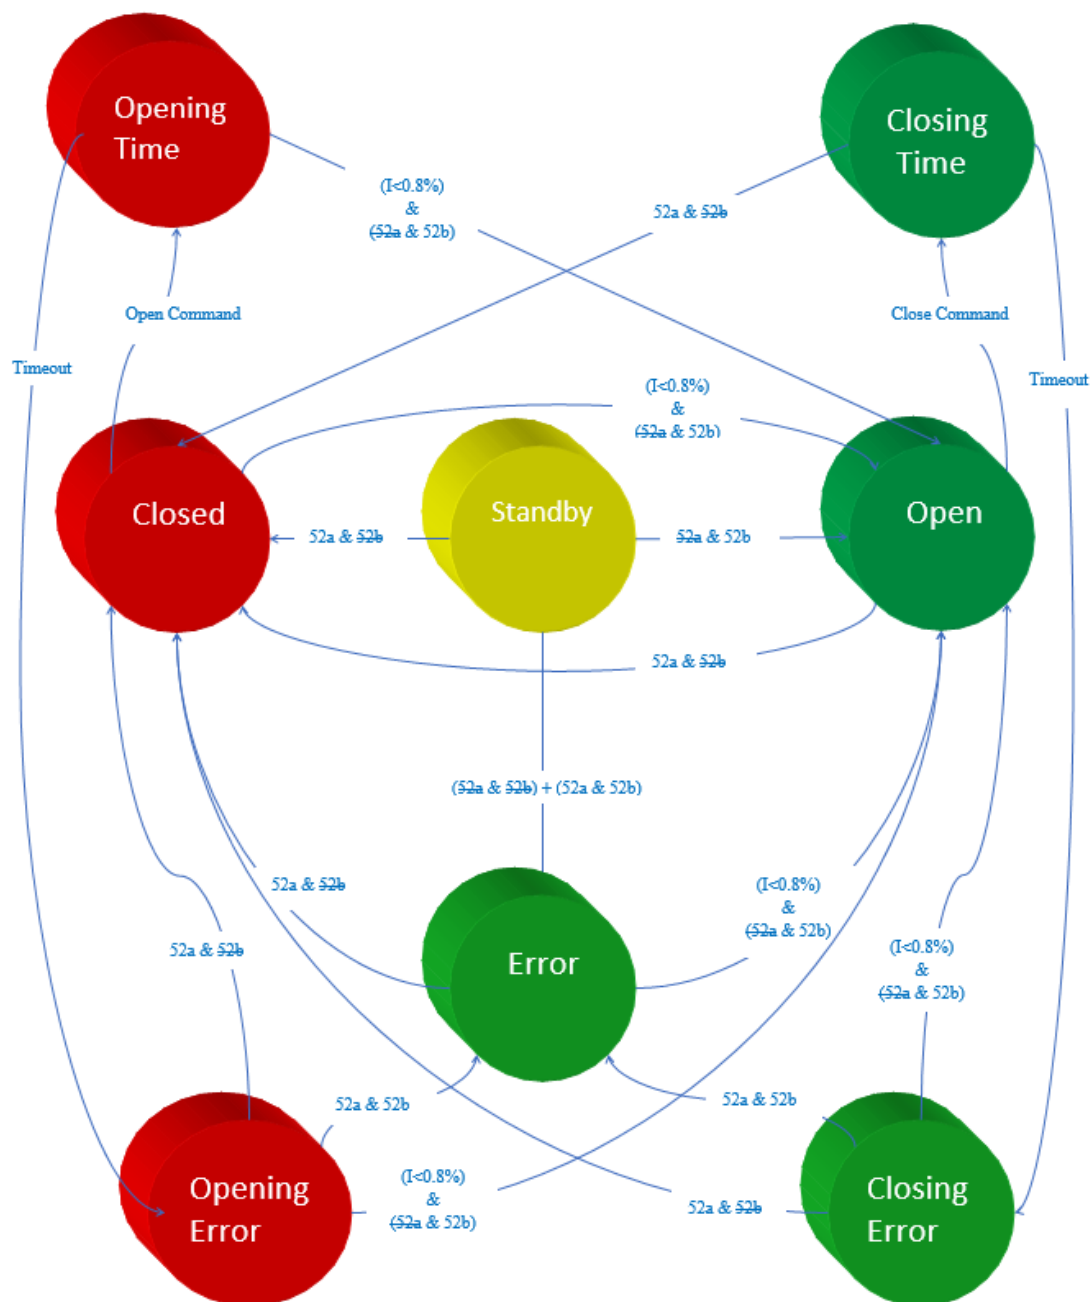 Opening
Time
Closing
Time
(I<0.8%)
&
(52a & 52b)
52a & 52b
Open Command
Close Command
Timeout
Timeout
(I<0.8%)
&
(52a & 52b)
Closed
Standby
Open
52a & 52b
52a & 52b
52a & 52b
(52a & 52b) + (52a & 52b)
52a & 52b
(I<0.8%)
&
(52a & 52b)
52a & 52b
Error
(I<0.8%)
&
(52a & 52b)
52a & 52b
52a & 52b
Opening
Error
(I<0.8%)
&
(52a & 52b)
52a & 52b
Closing
Error